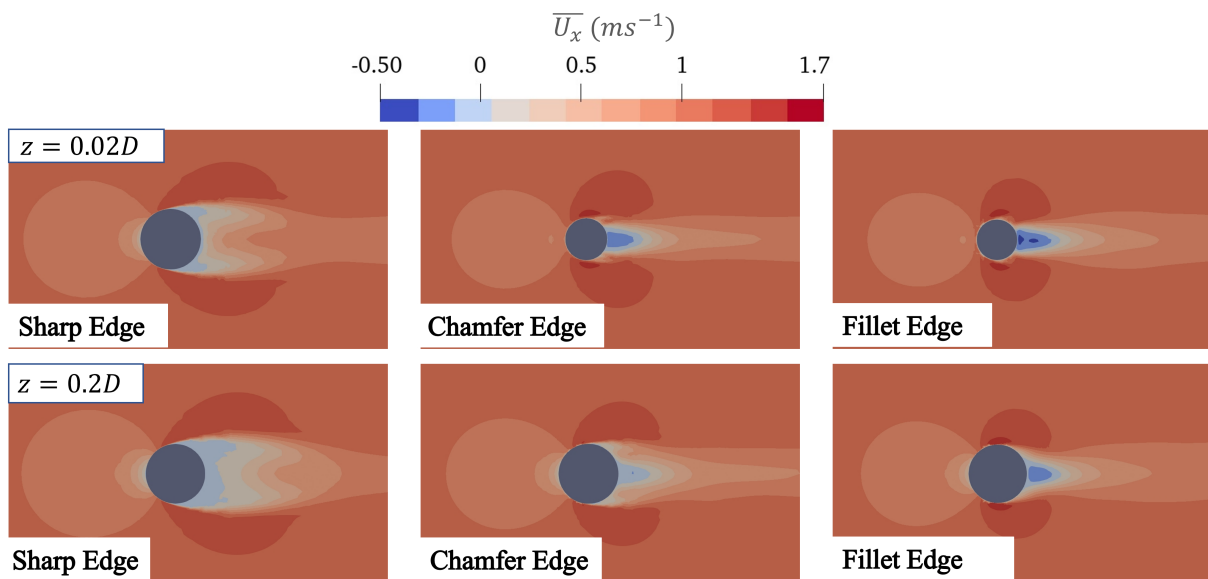 $\overline{U_x}$ $(ms^{-1})$
-0.50 0 0.5 1 1.7
z = 0.02D
Sharp Edge Chamfer Edge Fillet Edge
z = 0.2D
Sharp Edge Chamfer Edge Fillet Edge